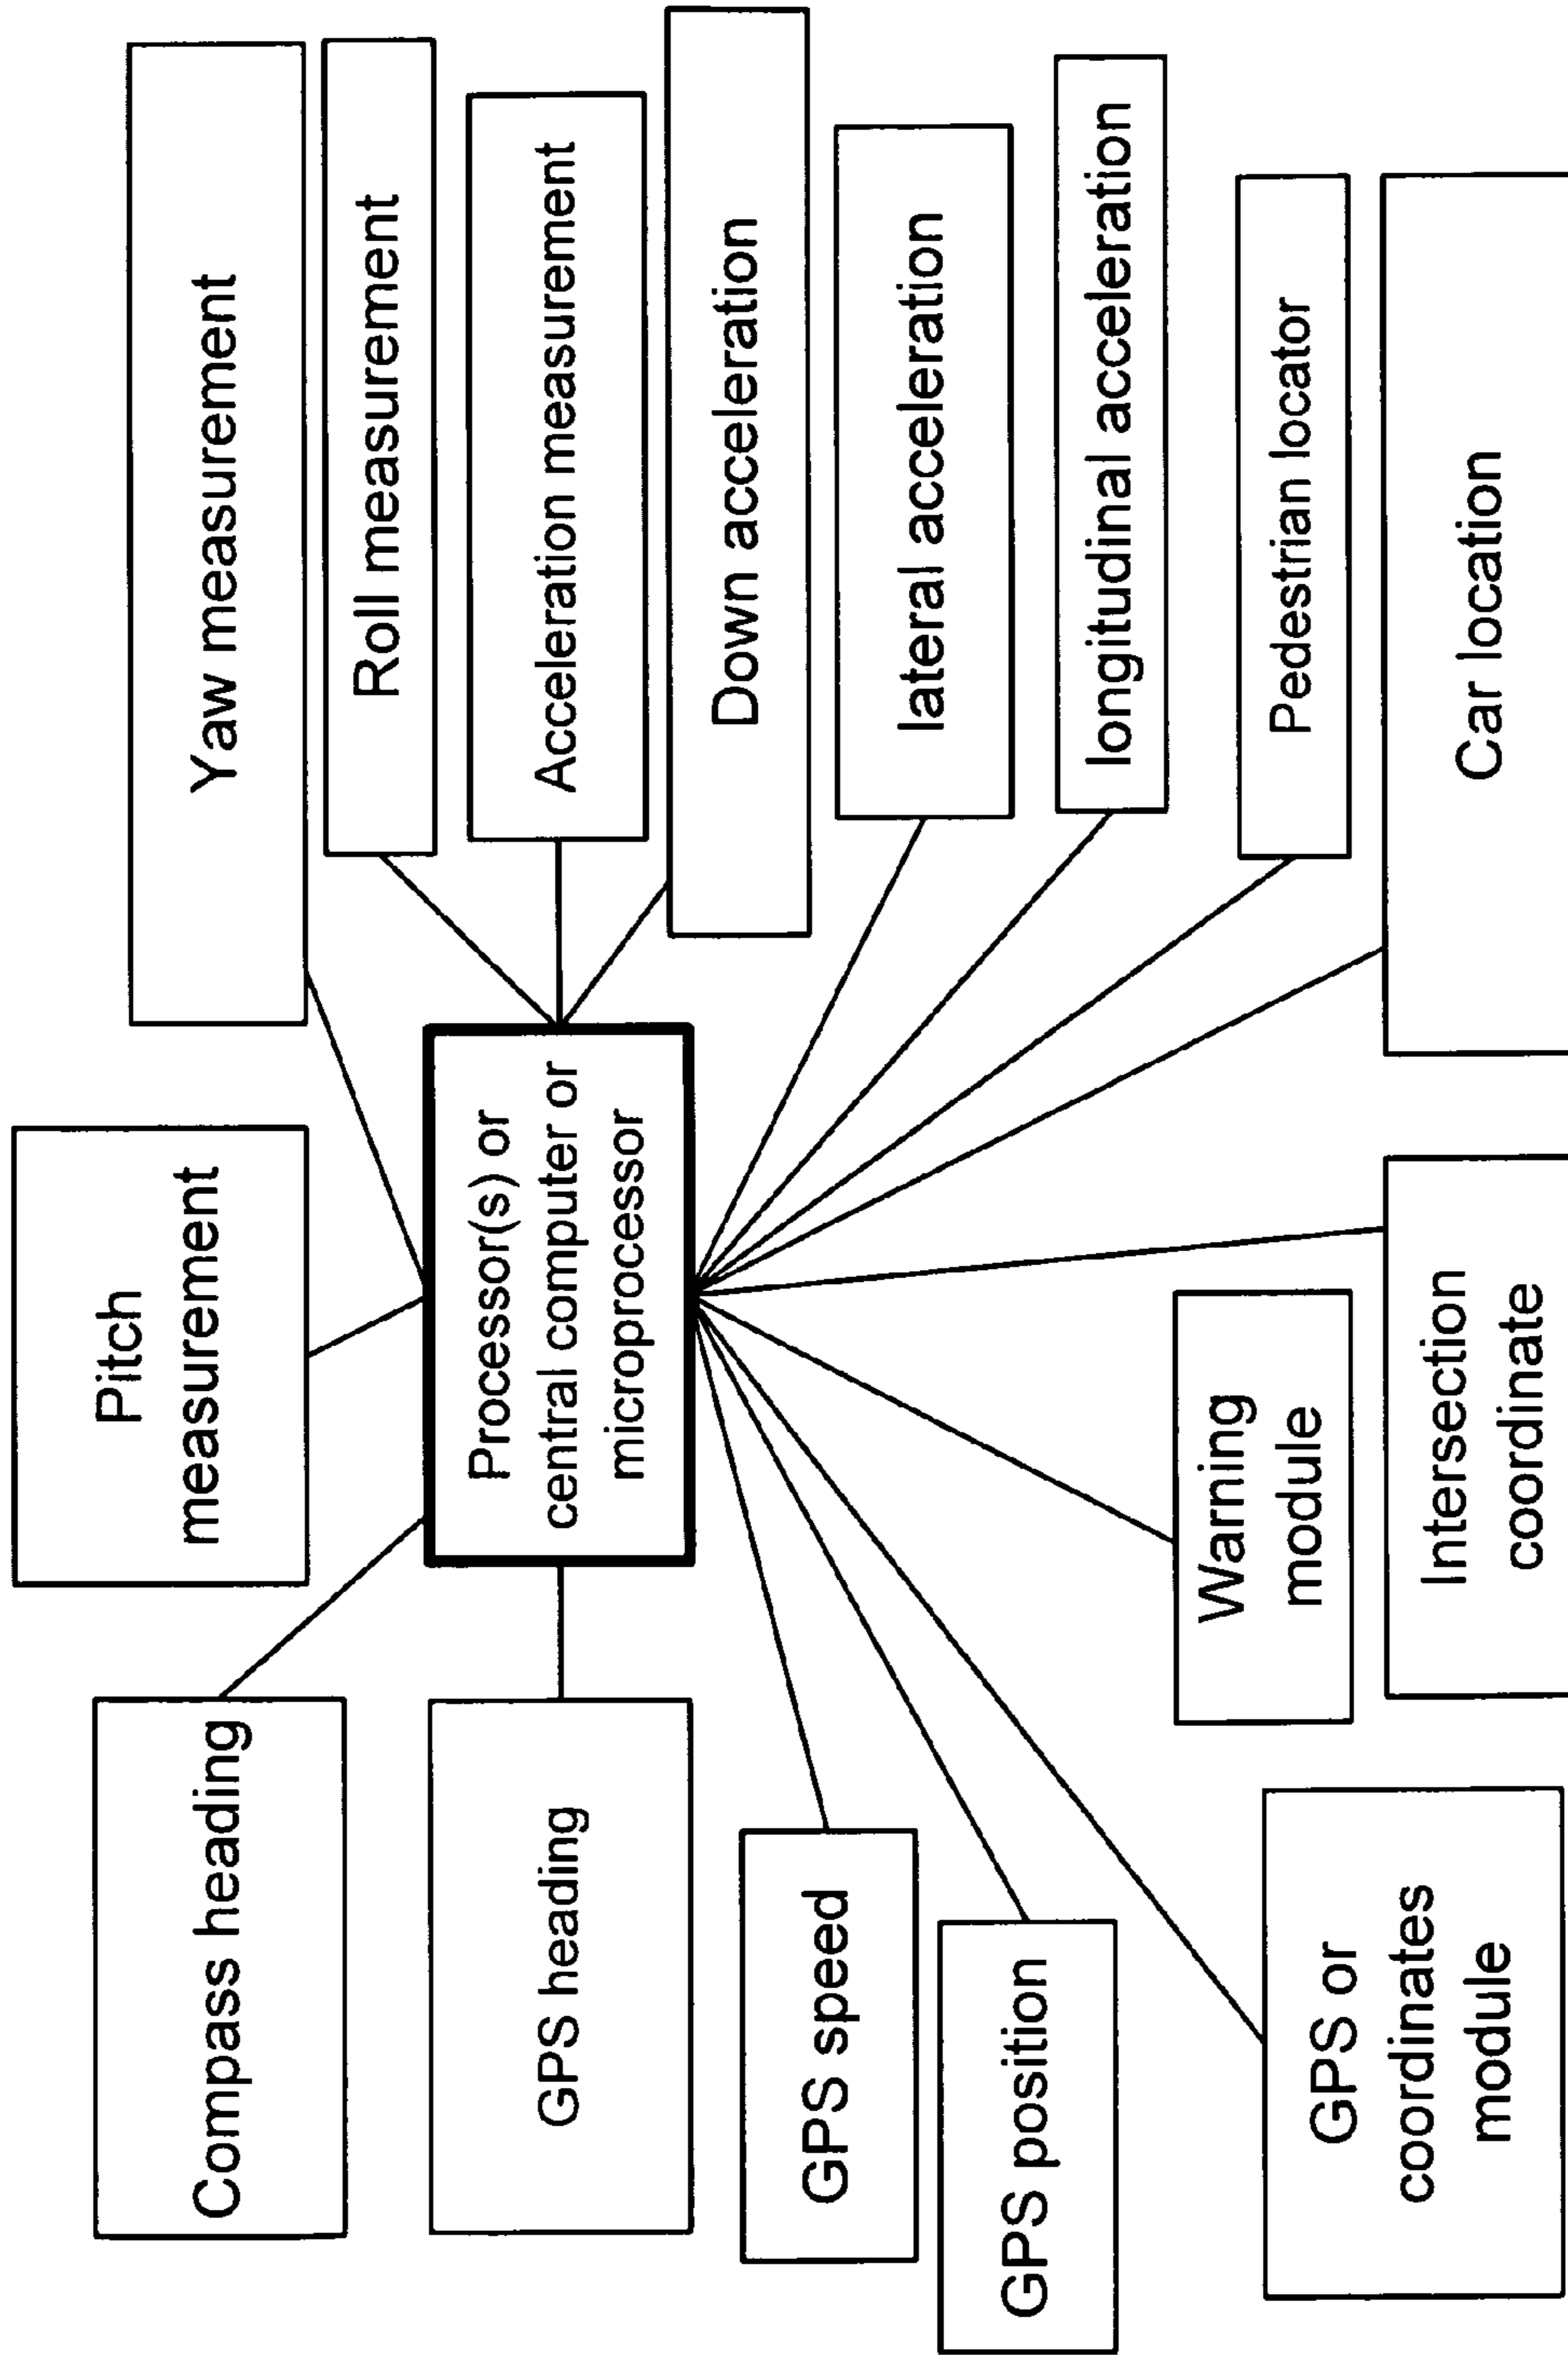 Compass heading
Pitch
measurement
Yaw measurement
Roll measurement
GPS heading
Processor(s) or
central computer or
microprocessor
Acceleration measurement
Down acceleration
GPS speed
lateral acceleration
GPS position
longitudinal acceleration
Warning
module
Pedestrian locator
GPS or
coordinates
module
Intersection
coordinate
Car location